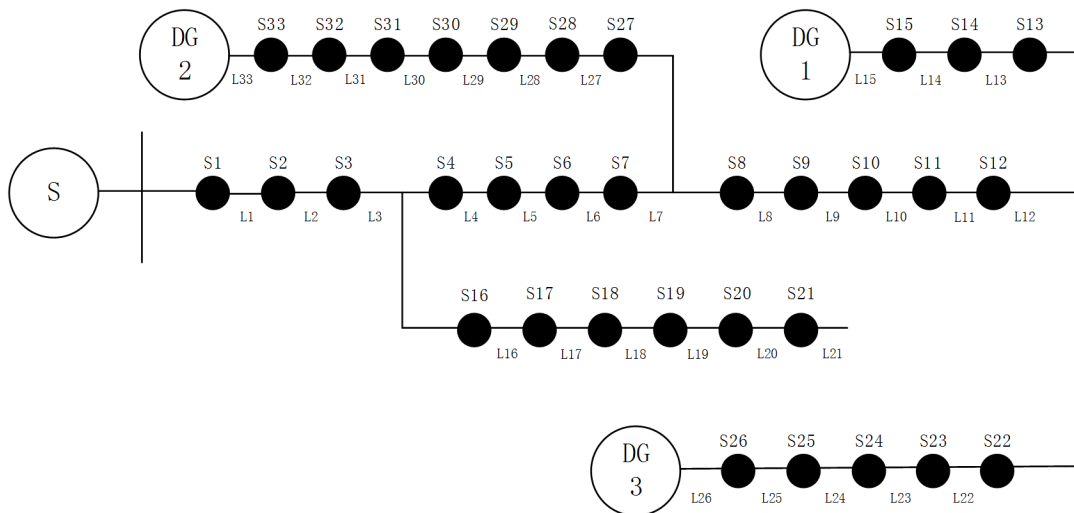 DG
2
S33 S32 S31 S30 S29 S28 S27
L33 L32 L31 L30 L29 L28 L27
DG
1
S15 S14 S13
L15 L14 L13
S
S1 S2 S3 S4 S5 S6 S7 S8 S9 S10 S11 S12
L1 L2 L3 L4 L5 L6 L7 L8 L9 L10 L11 L12
S16 S17 S18 S19 S20 S21
L16 L17 L18 L19 L20 L21
DG
3
S26 S25 S24 S23 S22
L26 L25 L24 L23 L22